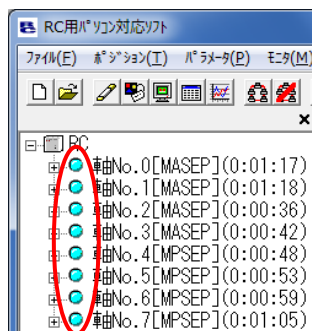 RC用ﾊﾟｿｺﾝ対応ｿﾌﾄ
ﾌｧｲﾙ(F) ﾎﾟｼﾞｼｮﾝ(T) ﾊﾟﾗﾒｰﾀ(P) ﾓﾆﾀ(M)
RC
軸No.0[MASEP](0:01:17)
軸No.1[MASEP](0:01:18)
軸No.2[MASEP](0:00:36)
軸No.3[MASEP](0:00:42)
軸No.4[MPSEP](0:00:48)
軸No.5[MPSEP](0:00:53)
軸No.6[MPSEP](0:00:59)
軸No.7[MPSEP](0:01:05)